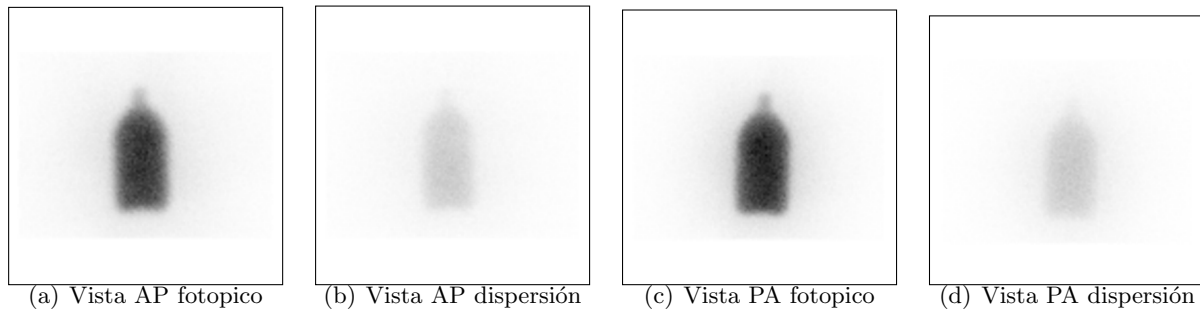 (a) Vista AP fotopico
(b) Vista AP dispersión
(c) Vista PA fotopico
(d) Vista PA dispersión